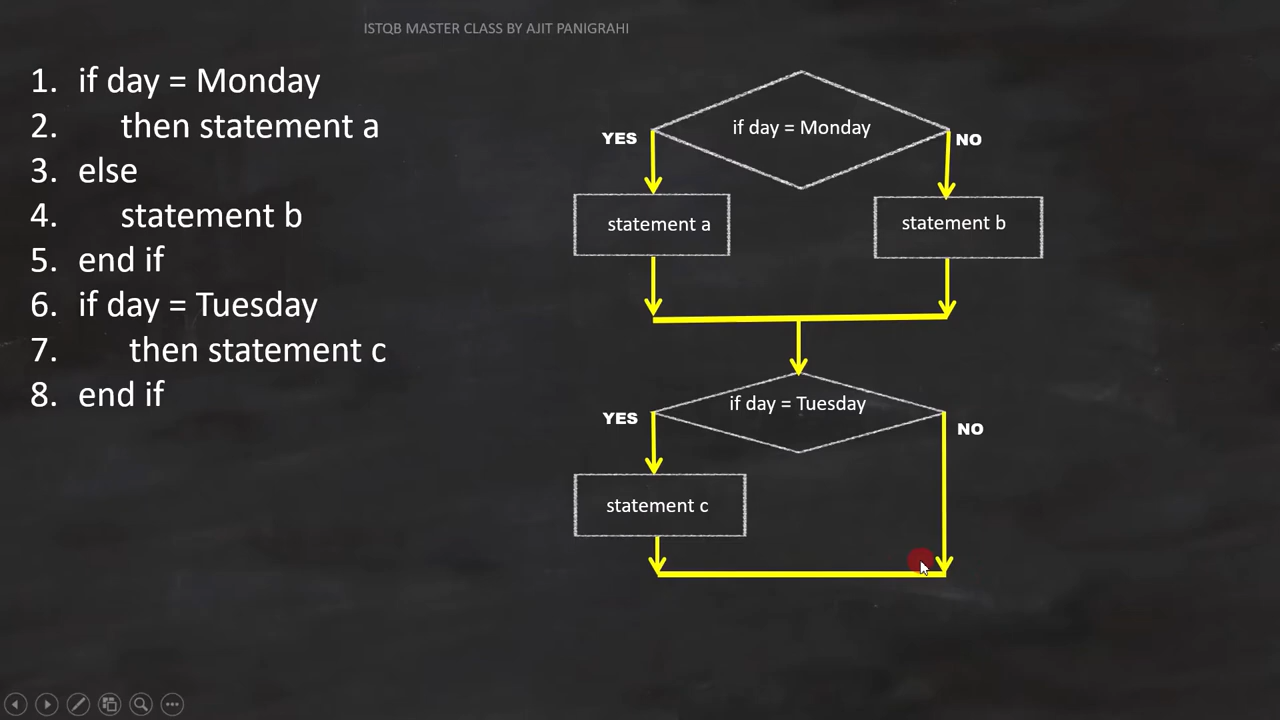 ISTQB MASTER CLASS BY AJIT PANIGRAHI
1. if day = Monday
2. then statement a
3. else
4. statement b
5. end if
6. if day = Tuesday
7. then statement c
8. end if
if day = Monday
YES
NO
statement a
statement b
if day = Tuesday
YES
NO
statement c